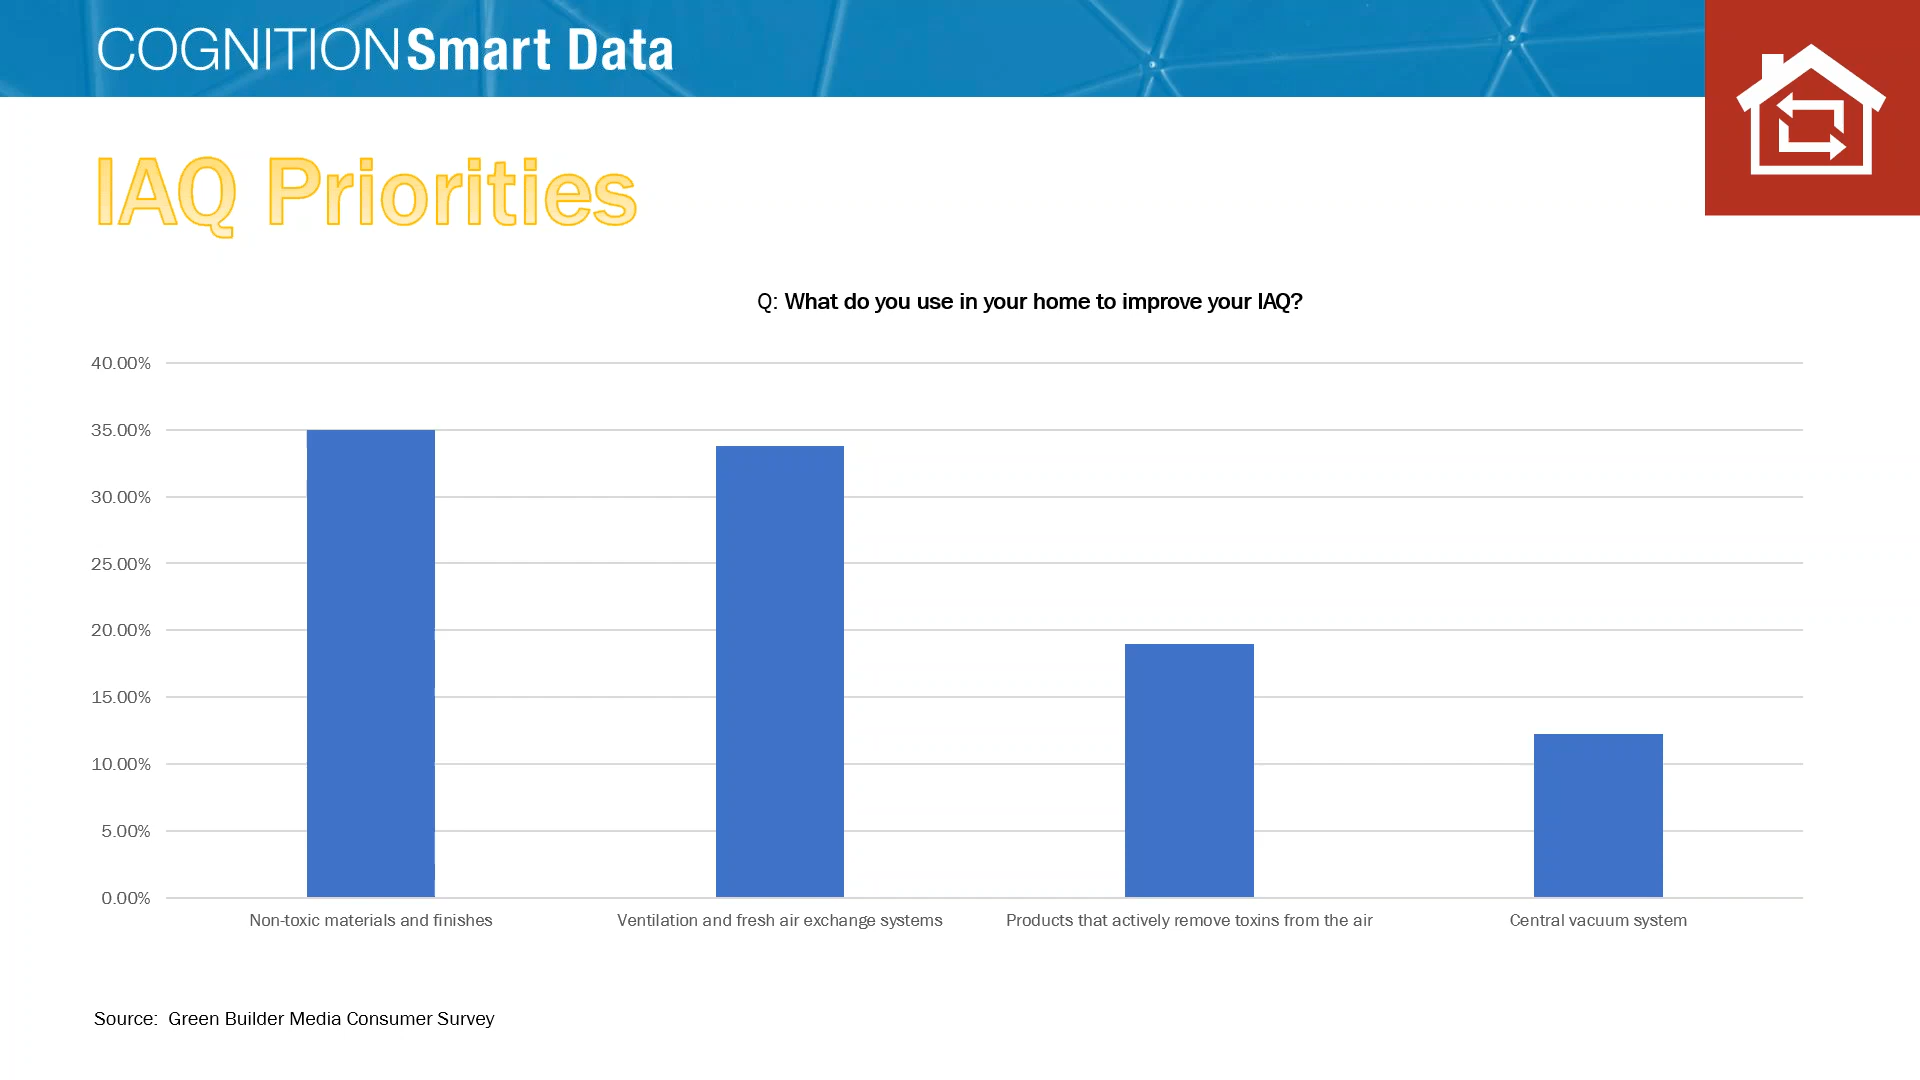 COGNITION Smart Data
IAQ Priorities
Q: What do you use in your home to improve your IAQ?
40.00%
35.00%
30.00%
25.00%
20.00%
15.00%
10.00%
5.00%
0.00%
Non-toxic materials and finishes
Ventilation and fresh air exchange systems
Products that actively remove toxins from the air
Central vacuum system
Source: Green Builder Media Consumer Survey